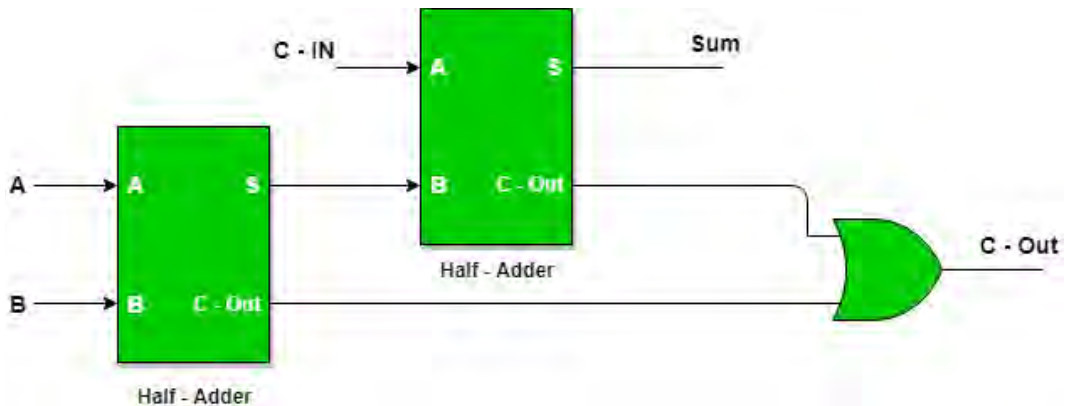 C - IN
A
S
Sum
B
C - Out
Half - Adder
A
A
S
B
B
C - Out
Half - Adder
C - Out